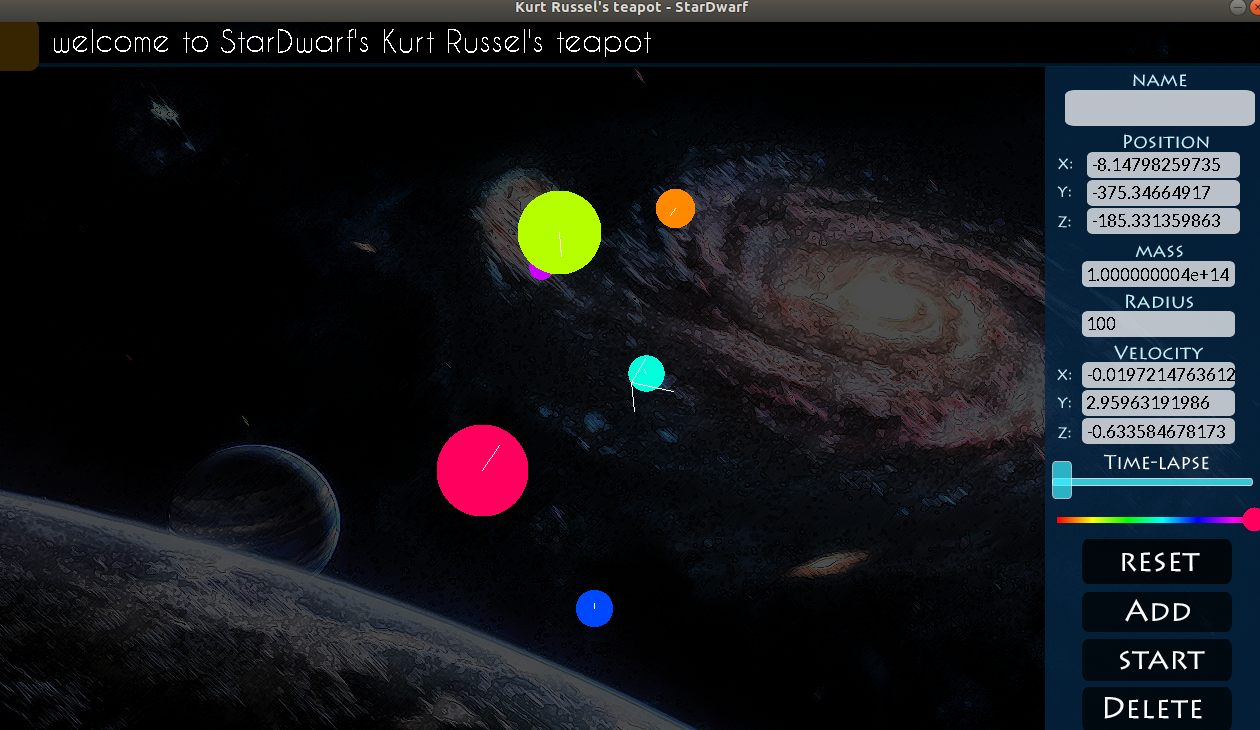 Kurt Russel's teapot - StarDwarf
welcome to StarDwarf's Kurt Russel's teapot
NAME
POSITION
X: -8.14798259735
Y: -375.34664917
Z: -185.331359863
MASS
1.000000004e+14
RADIUS
100
VELOCITY
X: -0.0197214763612
Y: 2.95963191986
Z: -0.633584678173
TIME-LAPSE
RESET
ADD
START
DELETE